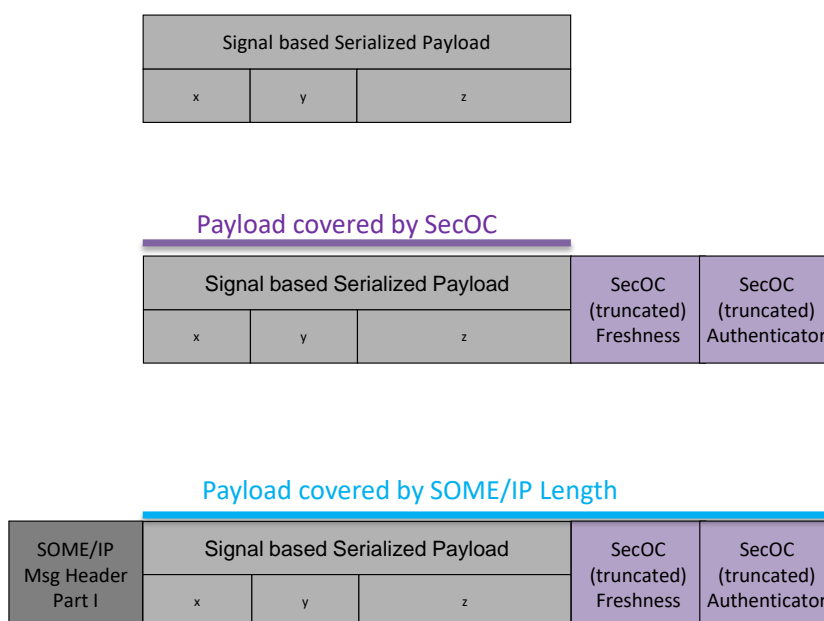 Signal based Serialized Payload
x y z
Payload covered by SecOC
Signal based Serialized Payload
x y z
SecOC
(truncated)
Freshness
SecOC
(truncated)
Authenticator
Payload covered by SOME/IP Length
SOME/IP
Msg Header
Part I
Signal based Serialized Payload
x y z
SecOC
(truncated)
Freshness
SecOC
(truncated)
Authenticator